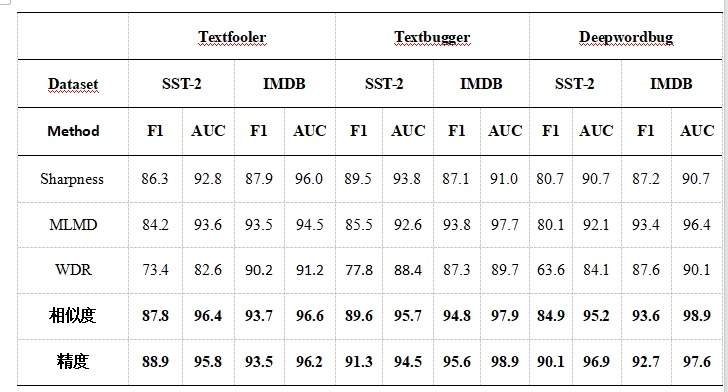 Textfooler Textbugger Deepwordbug
Dataset SST-2 IMDB SST-2 IMDB SST-2 IMDB
Method F1 AUC F1 AUC F1 AUC F1 AUC F1 AUC F1 AUC
Sharpness 86.3 92.8 87.9 96.0 89.5 93.8 87.1 91.0 80.7 90.7 87.2 90.7
MLMD 84.2 93.6 93.5 94.5 85.5 92.6 93.8 97.7 80.1 92.1 93.4 96.4
WDR 73.4 82.6 90.2 91.2 77.8 88.4 87.3 89.7 63.6 84.1 87.6 90.1
相似度 87.8 96.4 93.7 96.6 89.6 95.7 94.8 97.9 84.9 95.2 93.6 98.9
精度 88.9 95.8 93.5 96.2 91.3 94.5 95.6 98.9 90.1 96.9 92.7 97.6